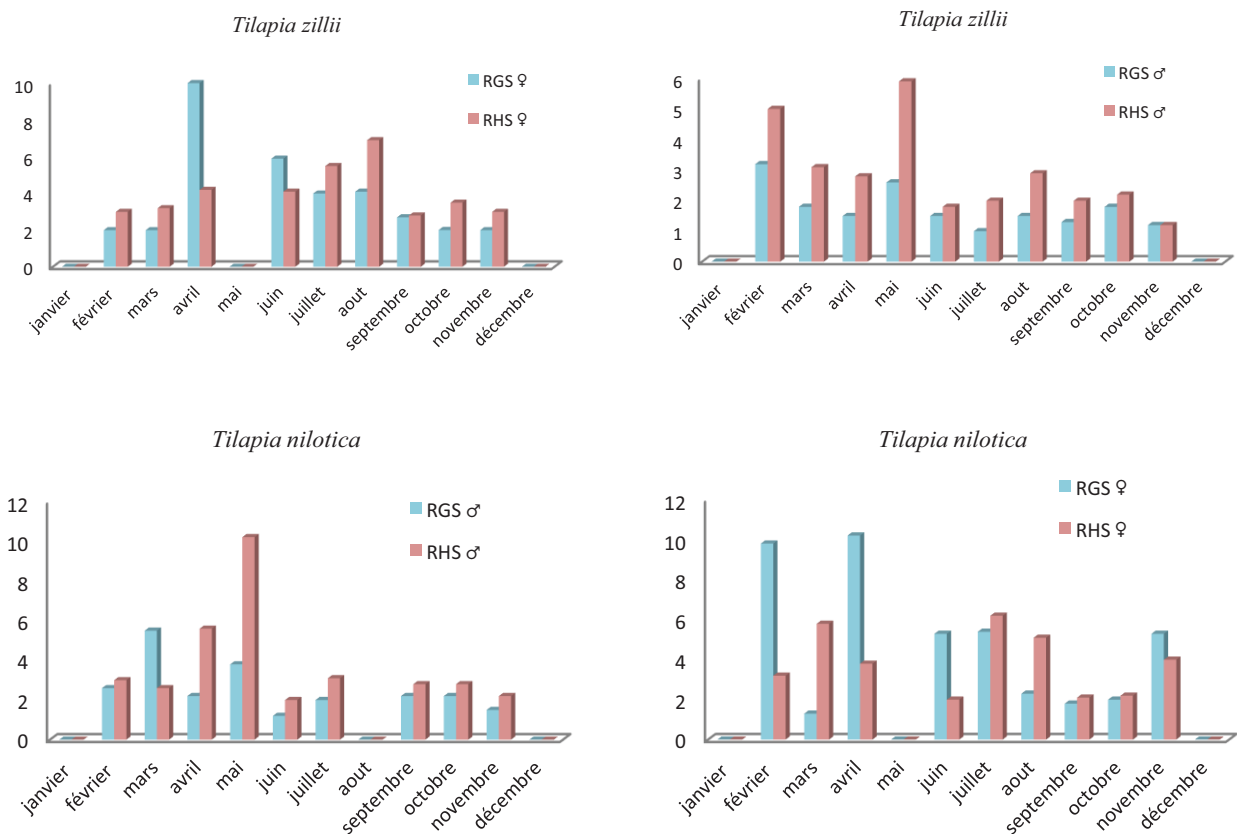 Tilapia zillii
RGS ♀
RHS ♀
10
8
6
4
2
0
janvier
février
mars
avril
mai
juin
juillet
aout
septembre
octobre
novembre
décembre
Tilapia zillii
RGS ♂
RHS ♂
6
5
4
3
2
1
0
janvier
février
mars
avril
mai
juin
juillet
aout
septembre
octobre
novembre
décembre
Tilapia nilotica
RGS ♂
RHS ♂
12
10
8
6
4
2
0
janvier
février
mars
avril
mai
juin
juillet
aout
septembre
octobre
novembre
décembre
Tilapia nilotica
RGS ♀
RHS ♀
12
10
8
6
4
2
0
janvier
février
mars
avril
mai
juin
juillet
aout
septembre
octobre
novembre
décembre